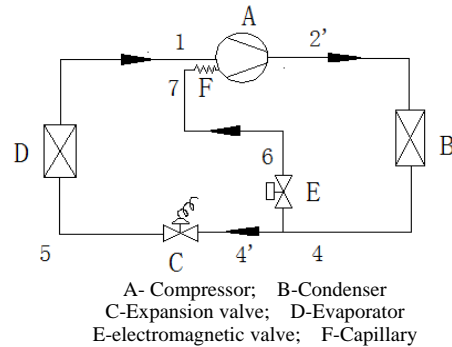 A
1
2'
7
F
D
B
6
E
5
C
4'
4
A- Compressor; B-Condenser
C-Expansion valve; D-Evaporator
E-electromagnetic valve; F-Capillary